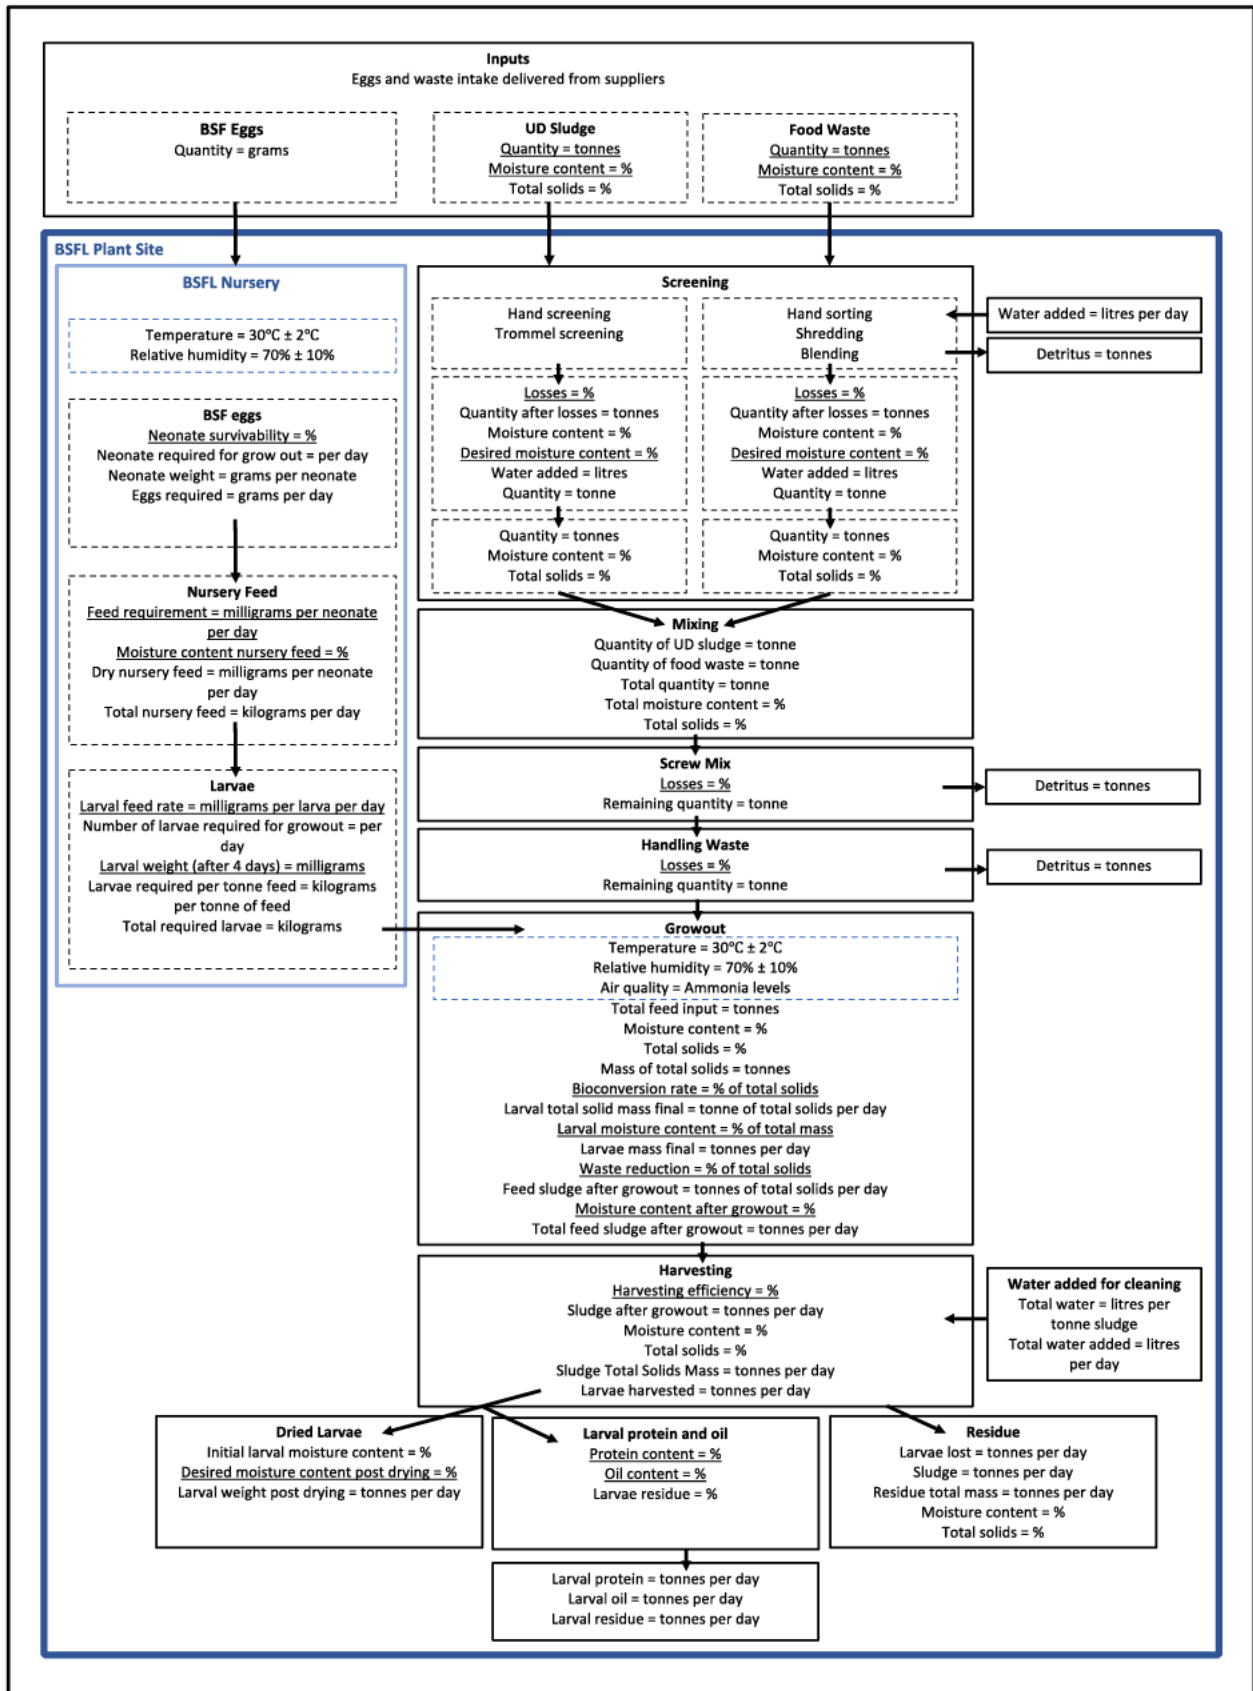 Inputs
Eggs and waste intake delivered from suppliers
BSF Eggs
Quantity = grams
UD Sludge
Quantity = tonnes
Moisture content = %
Total solids = %
Food Waste
Quantity = tonnes
Moisture content = %
Total solids = %
BSFL Plant Site
BSFL Nursery
Temperature = 30°C ± 2°C
Relative humidity = 70% ± 10%
BSF eggs
Neonate survivability = %
Neonate required for grow out = per day
Neonate weight = grams per neonate
Eggs required = grams per day
Nursery Feed
Feed requirement = milligrams per neonate
per day
Moisture content nursery feed = %
Dry nursery feed = milligrams per neonate
per day
Total nursery feed = kilograms per day
Larvae
Larval feed rate = milligrams per larva per day
Number of larvae required for growout = per
day
Larval weight (after 4 days) = milligrams
Larvae required per tonne feed = kilograms
per tonne of feed
Total required larvae = kilograms
Screening
Hand screening
Trommel screening
Losses = %
Quantity after losses = tonnes
Moisture content = %
Desired moisture content = %
Water added = litres
Quantity = tonne
Quantity = tonnes
Moisture content = %
Total solids = %
Hand sorting
Shredding
Blending
Losses = %
Quantity after losses = tonnes
Moisture content = %
Desired moisture content = %
Water added = litres
Quantity = tonne
Quantity = tonnes
Moisture content = %
Total solids = %
Water added = litres per day
Detritus = tonnes
Mixing
Quantity of UD sludge = tonne
Quantity of food waste = tonne
Total quantity = tonne
Total moisture content = %
Total solids = %
Screw Mix
Losses = %
Remaining quantity = tonne
Detritus = tonnes
Handling Waste
Losses = %
Remaining quantity = tonne
Detritus = tonnes
Growout
Temperature = 30°C ± 2°C
Relative humidity = 70% ± 10%
Air quality = Ammonia levels
Total feed input = tonnes
Moisture content = %
Total solids = %
Mass of total solids = tonnes
Bioconversion rate = % of total solids
Larval total solid mass final = tonne of total solids per day
Larval moisture content = % of total mass
Larvae mass final = tonnes per day
Waste reduction = % of total solids
Feed sludge after growout = tonnes of total solids per day
Moisture content after growout = %
Total feed sludge after growout = tonnes per day
Harvesting
Harvesting efficiency = %
Sludge after growout = tonnes per day
Moisture content = %
Total solids = %
Sludge Total Solids Mass = tonnes per day
Larvae harvested = tonnes per day
Water added for cleaning
Total water = litres per
tonne sludge
Total water added = litres
per day
Dried Larvae
Initial larval moisture content = %
Desired moisture content post drying = %
Larval weight post drying = tonnes per day
Larval protein and oil
Protein content = %
Oil content = %
Larvae residue = %
Residue
Larvae lost = tonnes per day
Sludge = tonnes per day
Residue total mass = tonnes per day
Moisture content = %
Total solids = %
Larval protein = tonnes per day
Larval oil = tonnes per day
Larval residue = tonnes per day